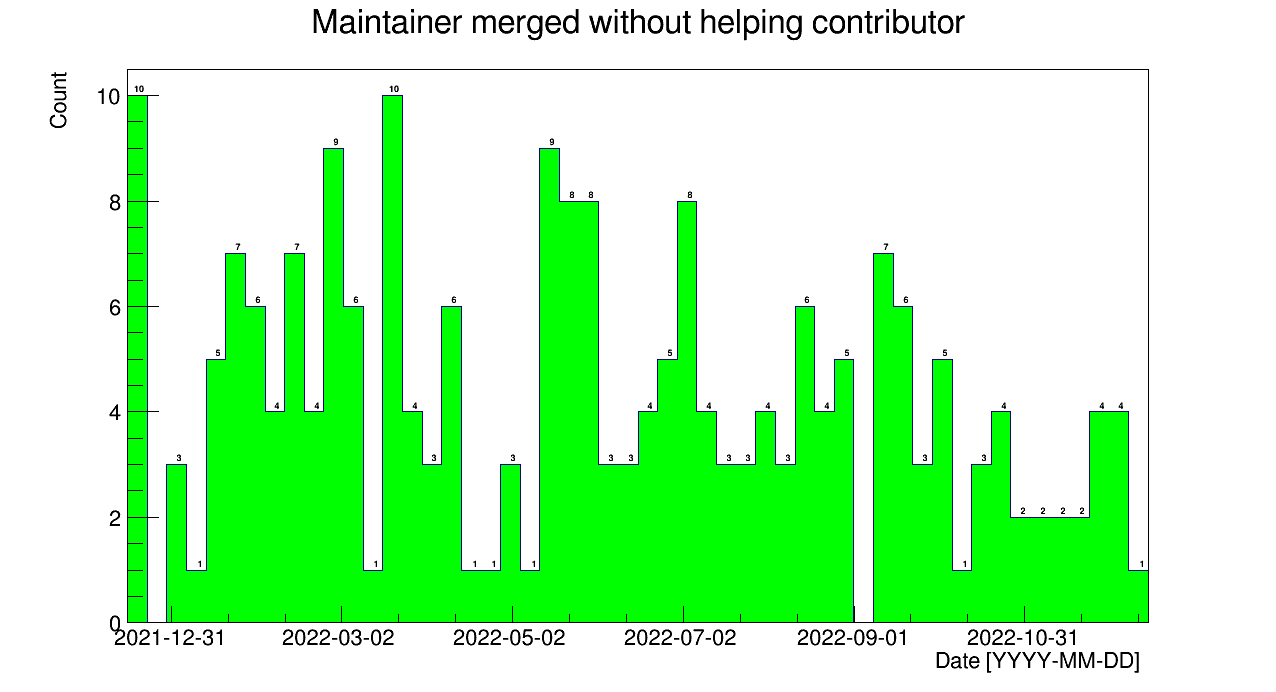 Maintainer merged without helping contributor
Count
10
8
6
4
2
0
10 3 1 5 7 6 4 7 4 9 6 1 10 4 3 6 1 1 3 1 9 8 8 3 3 4 5 8 4 3 3 4 3 6 4 5 7 6 3 5 1 3 4 2 2 2 2 4 4 1
2021-12-31 2022-03-02 2022-05-02 2022-07-02 2022-09-01 2022-10-31
Date [YYYY-MM-DD]